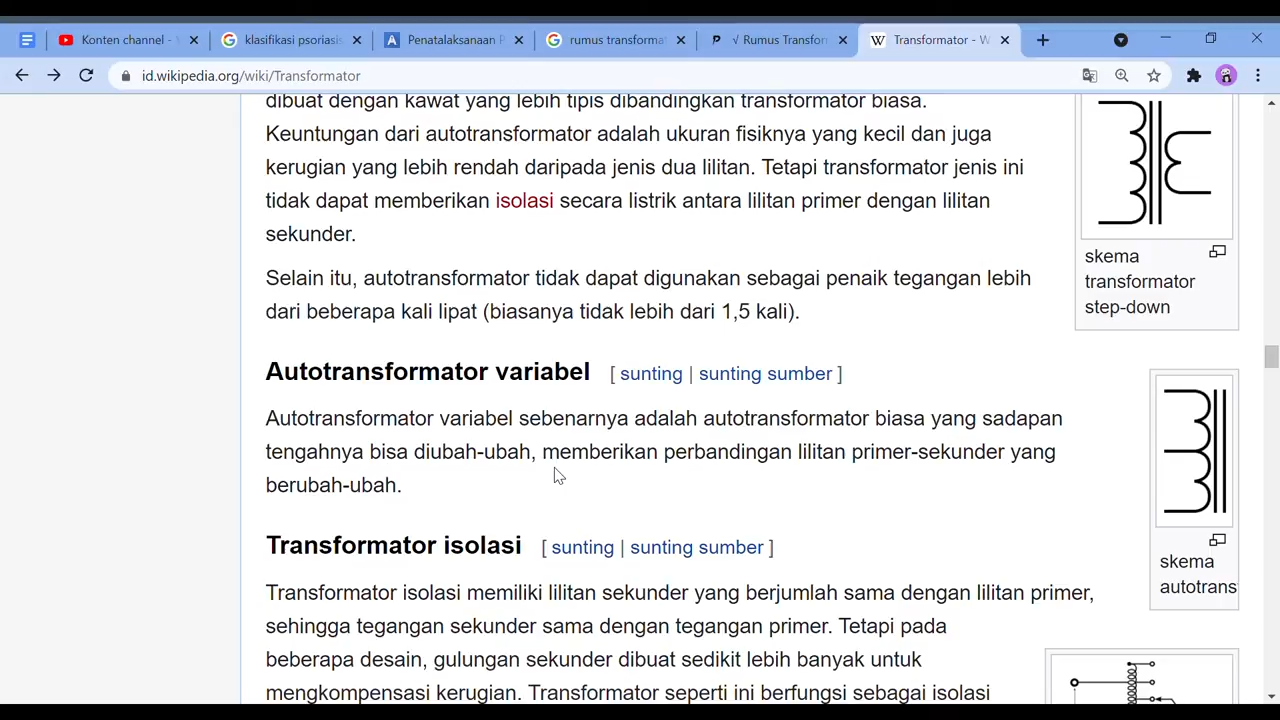 Konten channel - Y
klasifikasi psoriasis
Penatalaksanaan P
rumus transformat
√ Rumus Transfor
Transformator - W
id.wikipedia.org/wiki/Transformator
dibuat dengan kawat yang lebih tipis dibandingkan transformator biasa.
Keuntungan dari autotransformator adalah ukuran fisiknya yang kecil dan juga
kerugian yang lebih rendah daripada jenis dua lilitan. Tetapi transformator jenis ini
tidak dapat memberikan isolasi secara listrik antara lilitan primer dengan lilitan
sekunder.
Selain itu, autotransformator tidak dapat digunakan sebagai penaik tegangan lebih
dari beberapa kali lipat (biasanya tidak lebih dari 1,5 kali).
skema
transformator
step-down
Autotransformator variabel [ sunting | sunting sumber ]
Autotransformator variabel sebenarnya adalah autotransformator biasa yang sadapan
tengahnya bisa diubah-ubah, memberikan perbandingan lilitan primer-sekunder yang
berubah-ubah.
skema
autotrans
Transformator isolasi [ sunting | sunting sumber ]
Transformator isolasi memiliki lilitan sekunder yang berjumlah sama dengan lilitan primer,
sehingga tegangan sekunder sama dengan tegangan primer. Tetapi pada
beberapa desain, gulungan sekunder dibuat sedikit lebih banyak untuk
mengkompensasi kerugian. Transformator seperti ini berfungsi sebagai isolasi